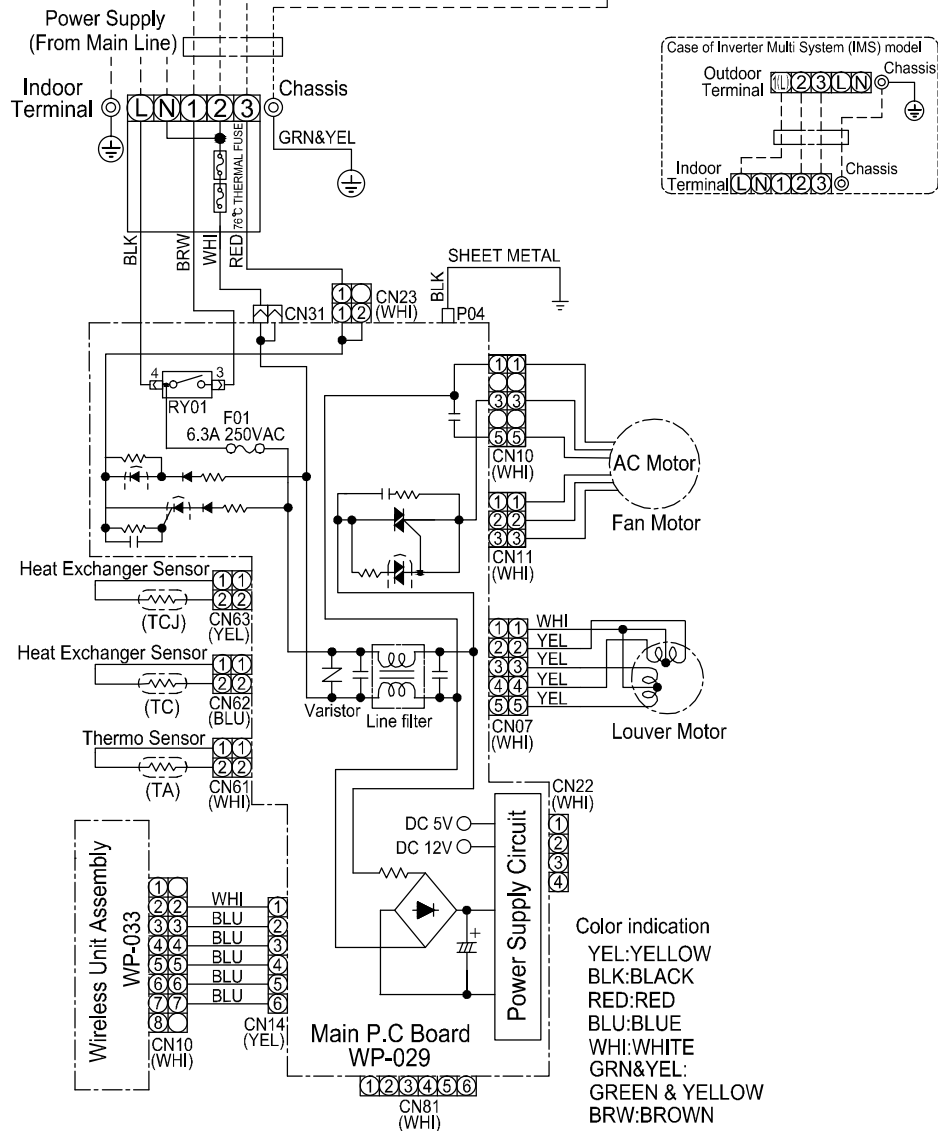 Power Supply
(From Main Line)
Indoor
Terminal
L N 1 2 3
Chassis
GRN&YEL
76℃ THERMAL FUSE
BLK
BRW
WHI
RED
Case of Inverter Multi System (IMS) model
Outdoor
Terminal
1(L) 2 3 L N
Chassis
Indoor
Terminal
L N 1 2 3
Chassis
SHEET METAL
BLK
CN31
1
1 2
CN23
(WHI)
P04
4 3
RY01
F01
6.3A 250VAC
1 1
3 3
5 5
CN10
(WHI)
AC Motor
Fan Motor
1 1
2 2
3 3
CN11
(WHI)
Heat Exchanger Sensor
1 1
2 2
(TCJ)
CN63
(YEL)
Heat Exchanger Sensor
1 1
2 2
(TC)
CN62
(BLU)
Thermo Sensor
1 1
2 2
(TA)
CN61
(WHI)
Varistor
Line filter
1 1 WHI
2 2 YEL
3 3 YEL
4 4 YEL
5 5 YEL
CN07
(WHI)
Louver Motor
CN22
(WHI)
1
2
3
4
DC 5V
DC 12V
Power Supply Circuit
+
Wireless Unit Assembly
WP-033
1
2 2 WHI 1
3 3 BLU 2
4 4 BLU 3
5 5 BLU 4
6 6 BLU 5
7 7 BLU 6
8
CN10
(WHI)
CN14
(YEL)
Main P.C Board
WP-029
1 2 3 4 5 6
CN81
(WHI)
Color indication
YEL:YELLOW
BLK:BLACK
RED:RED
BLU:BLUE
WHI:WHITE
GRN&YEL:
GREEN & YELLOW
BRW:BROWN